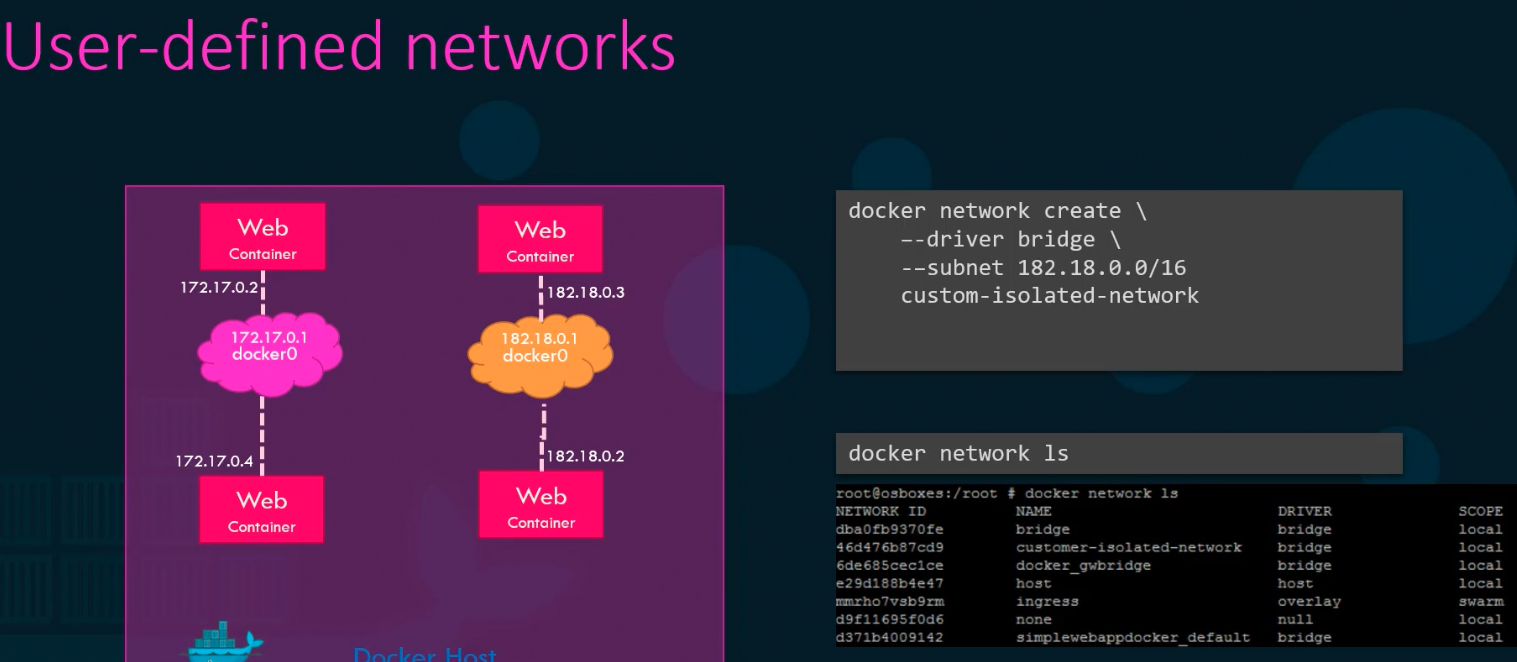 User-defined networks
Web
Container
172.17.0.2
172.17.0.1
docker0
172.17.0.4
Web
Container
Web
Container
182.18.0.3
182.18.0.1
docker0
182.18.0.2
Web
Container
Docker Host
docker network create \
--driver bridge \
--subnet 182.18.0.0/16
custom-isolated-network
docker network ls
root@osboxes:/root # docker network ls
NETWORK ID NAME DRIVER SCOPE
dba0fb9370fe bridge bridge local
46d476b87cd9 customer-isolated-network bridge local
6de685cec1ce docker_gwbridge bridge local
e29d188b4e47 host host local
mmrho7vsb9rm ingress overlay swarm
d9f11695f0d6 none null local
d371b4009142 simplewebappdocker_default bridge local